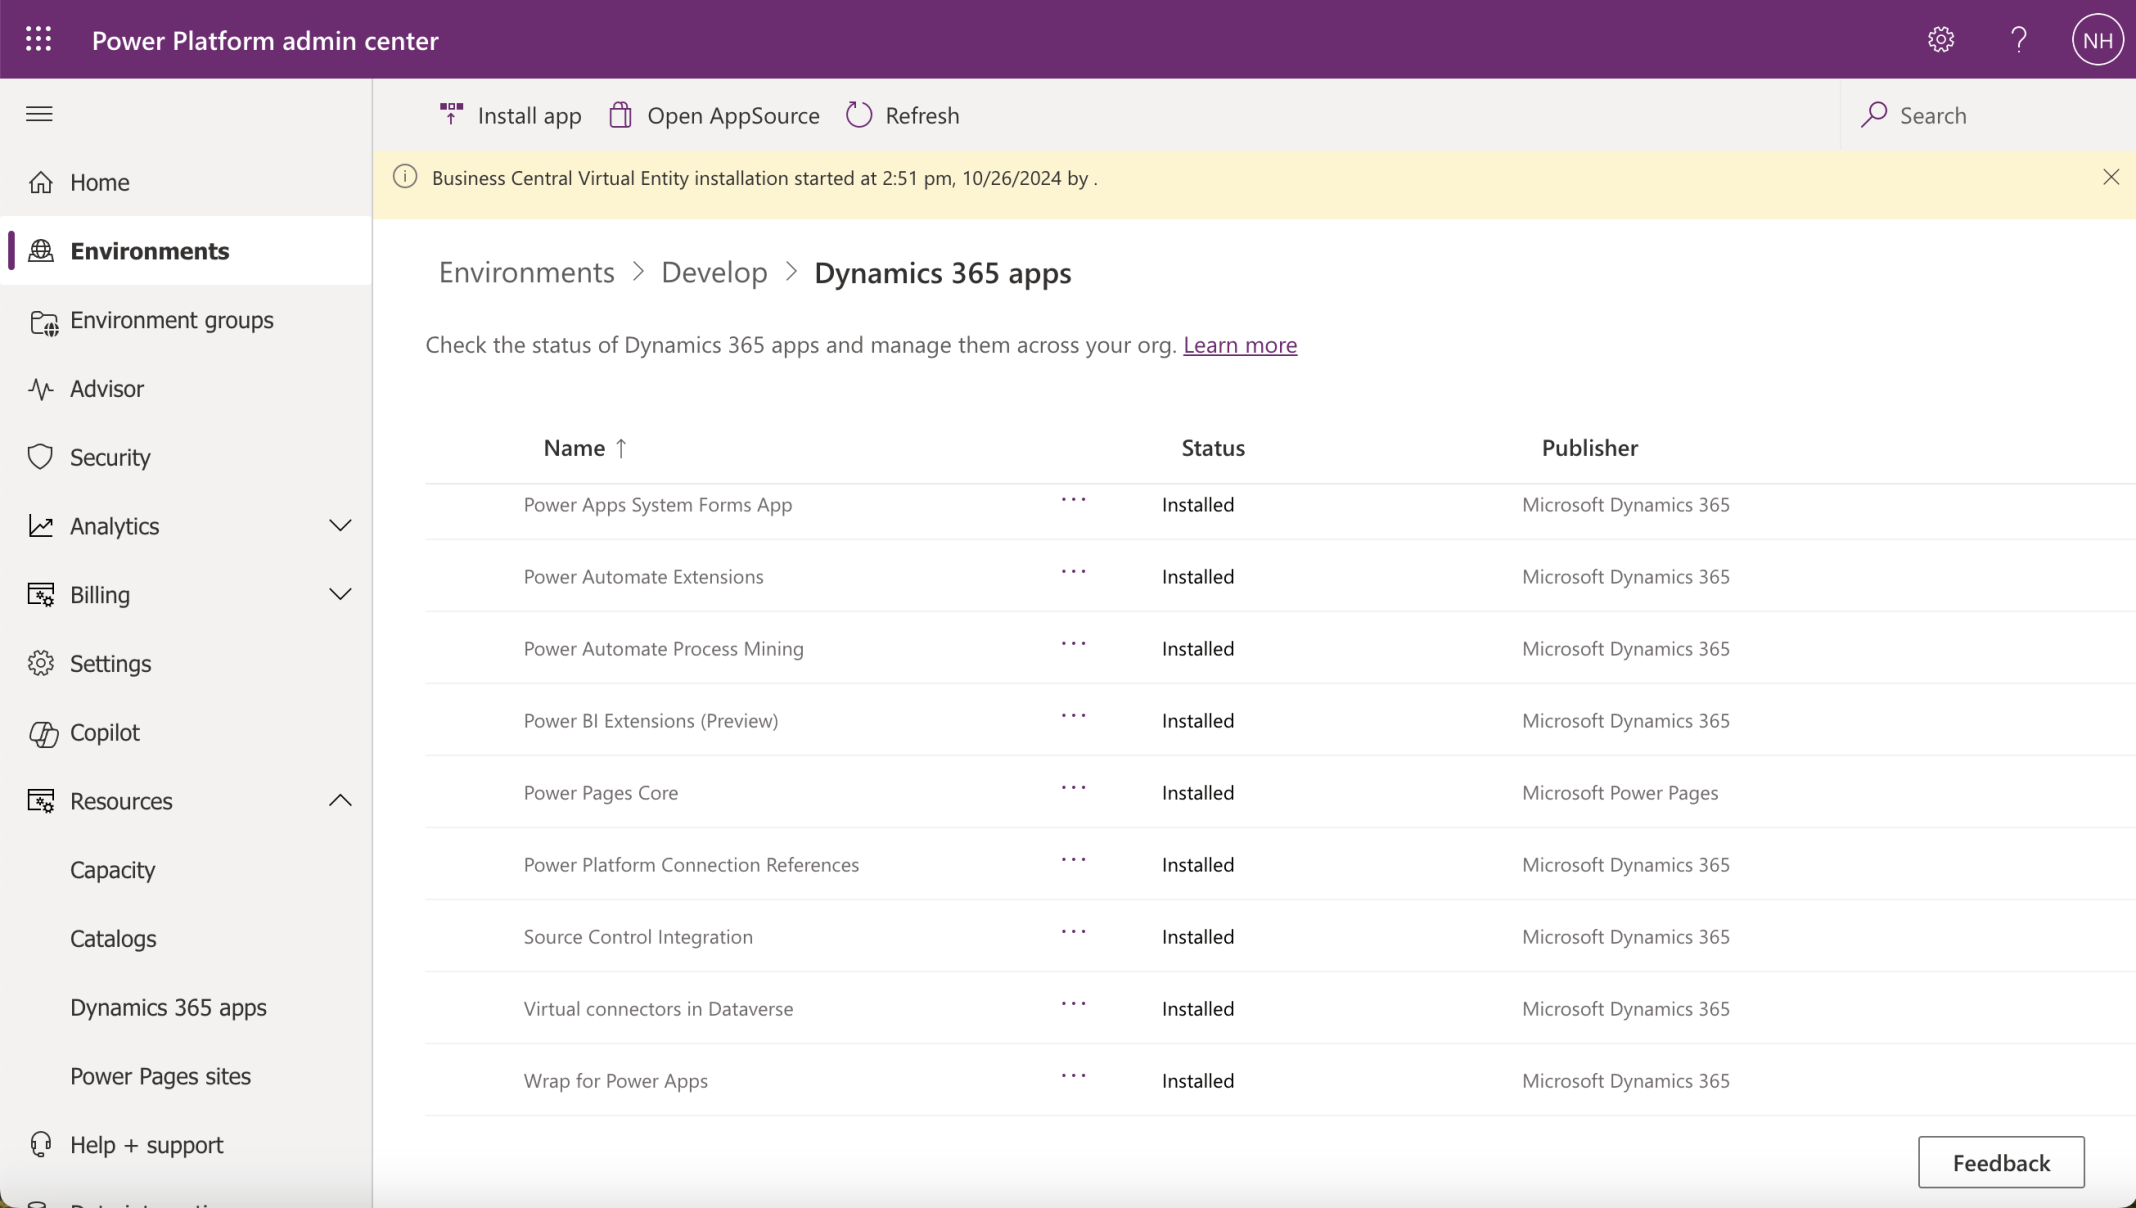 Power Platform admin center
NH
Install app
Open AppSource
Refresh
Search
Business Central Virtual Entity installation started at 2:51 pm, 10/26/2024 by .
Home
Environments
Environment groups
Advisor
Security
Analytics
Billing
Settings
Copilot
Resources
Capacity
Catalogs
Dynamics 365 apps
Power Pages sites
Help + support
Environments > Develop > Dynamics 365 apps
Check the status of Dynamics 365 apps and manage them across your org. Learn more
Name ↑ Status Publisher
Power Apps System Forms App ... Installed Microsoft Dynamics 365
Power Automate Extensions ... Installed Microsoft Dynamics 365
Power Automate Process Mining ... Installed Microsoft Dynamics 365
Power BI Extensions (Preview) ... Installed Microsoft Dynamics 365
Power Pages Core ... Installed Microsoft Power Pages
Power Platform Connection References ... Installed Microsoft Dynamics 365
Source Control Integration ... Installed Microsoft Dynamics 365
Virtual connectors in Dataverse ... Installed Microsoft Dynamics 365
Wrap for Power Apps ... Installed Microsoft Dynamics 365
Feedback